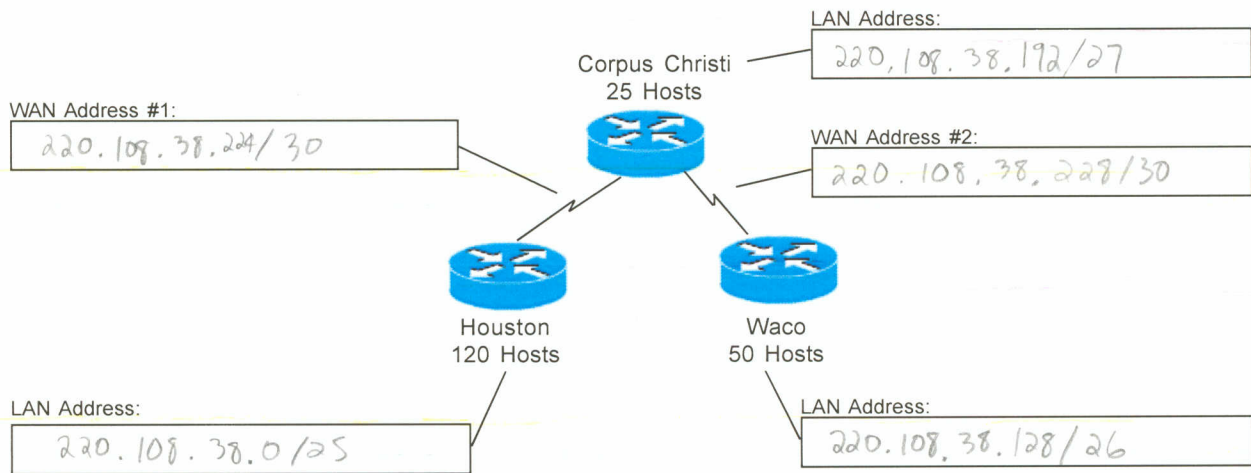 LAN Address:
220.108.38.192/27
Corpus Christi
25 Hosts
WAN Address #1:
220.108.38.224/30
WAN Address #2:
220.108.38.228/30
Houston
120 Hosts
Waco
50 Hosts
LAN Address:
220.108.38.0/25
LAN Address:
220.108.38.128/26